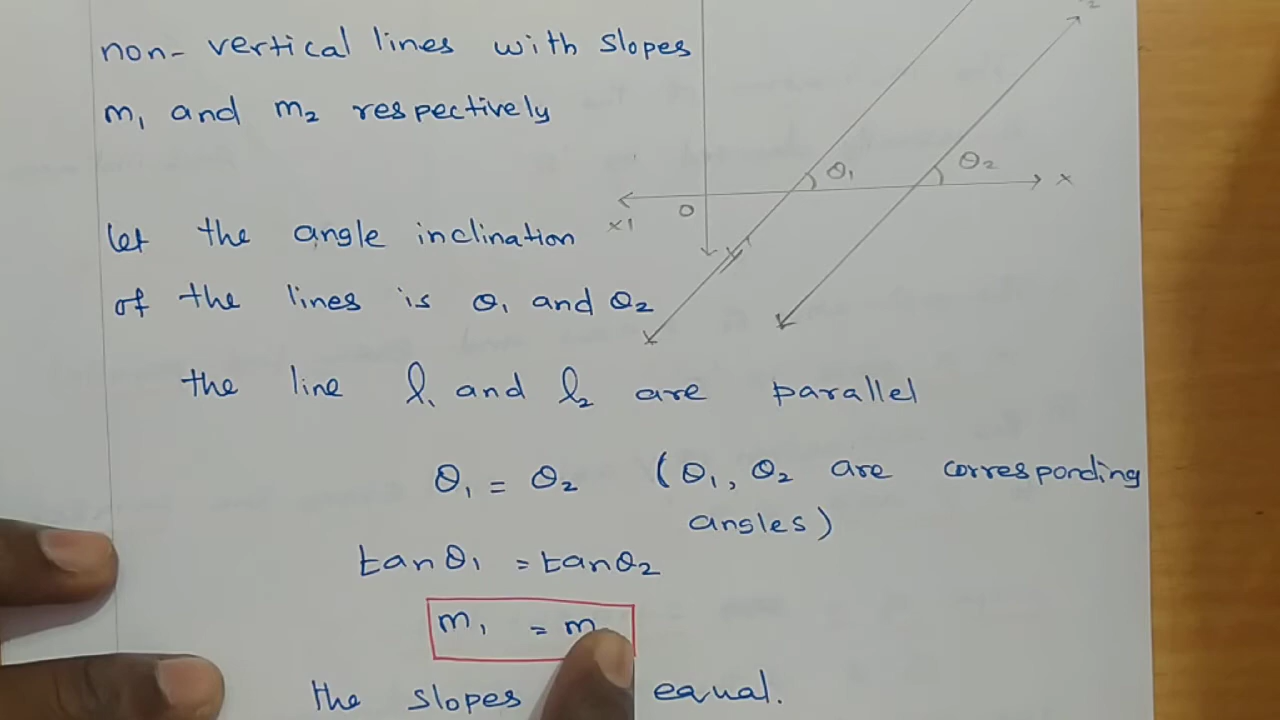 non-vertical lines with slopes
m₁ and m₂ respectively
let the angle inclination
of the lines is θ₁ and θ₂
the line l₁ and l₂ are parallel
θ₁ = θ₂ (θ₁, θ₂ are corresponding
angles)
tanθ₁ = tanθ₂
m₁ = m
the slopes equal.
2
θ₁
θ₂
x
0
x1